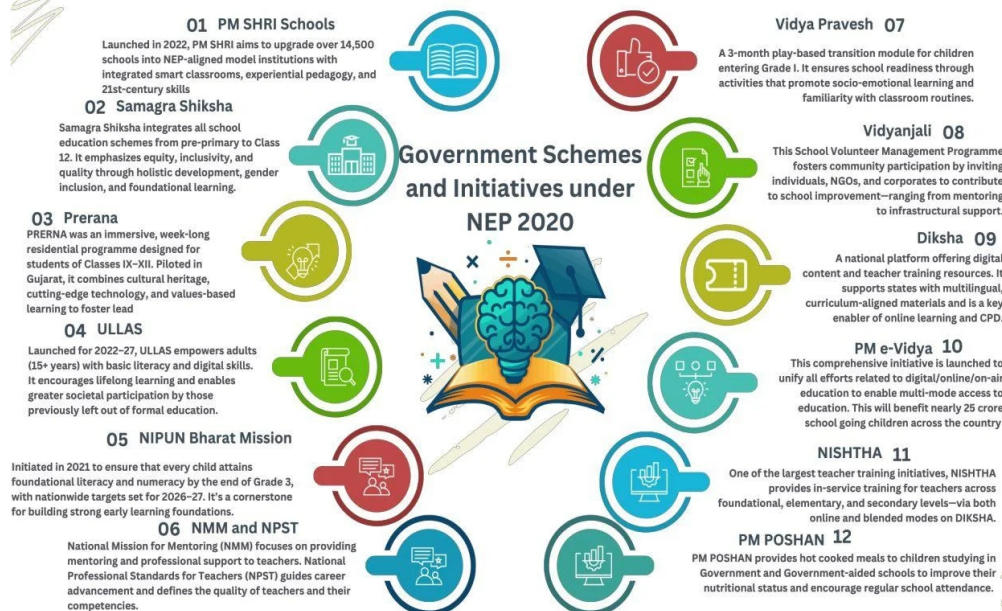 01 PM SHRI Schools
Launched in 2022, PM SHRI aims to upgrade over 14,500
schools into NEP-aligned model institutions with
integrated smart classrooms, experiential pedagogy, and
21st-century skills
02 Samagra Shiksha
Samagra Shiksha integrates all school
education schemes from pre-primary to Class
12. It emphasizes equity, inclusivity, and
quality through holistic development, gender
inclusion, and foundational learning.
03 Prerana
PRERNA was an immersive, week-long
residential programme designed for
students of Classes IX–XII. Piloted in
Gujarat, it combines cultural heritage,
cutting-edge technology, and values-based
learning to foster lead
04 ULLAS
Launched for 2022–27, ULLAS empowers adults
(15+ years) with basic literacy and digital skills.
It encourages lifelong learning and enables
greater societal participation by those
previously left out of formal education.
05 NIPUN Bharat Mission
Initiated in 2021 to ensure that every child attains
foundational literacy and numeracy by the end of Grade 3,
with nationwide targets set for 2026–27. It's a cornerstone
for building strong early learning foundations.
06 NMM and NPST
National Mission for Mentoring (NMM) focuses on providing
mentoring and professional support to teachers. National
Professional Standards for Teachers (NPST) guides career
advancement and defines the quality of teachers and their
competencies.
Government Schemes
and Initiatives under
NEP 2020
Vidya Pravesh 07
A 3-month play-based transition module for children
entering Grade I. It ensures school readiness through
activities that promote socio-emotional learning and
familiarity with classroom routines.
Vidyanjali 08
This School Volunteer Management Programme
fosters community participation by inviting
individuals, NGOs, and corporates to contribute
to school improvement—ranging from mentoring
to infrastructural support.
Diksha 09
A national platform offering digital
content and teacher training resources. It
supports states with multilingual,
curriculum-aligned materials and is a key
enabler of online learning and CPD.
PM e-Vidya 10
This comprehensive initiative is launched to
unify all efforts related to digital/online/on-air
education to enable multi-mode access to
education. This will benefit nearly 25 crore
school going children across the country
NISHTHA 11
One of the largest teacher training initiatives, NISHTHA
provides in-service training for teachers across
foundational, elementary, and secondary levels—via both
online and blended modes on DIKSHA.
PM POSHAN 12
PM POSHAN provides hot cooked meals to children studying in
Government and Government-aided schools to improve their
nutritional status and encourage regular school attendance.